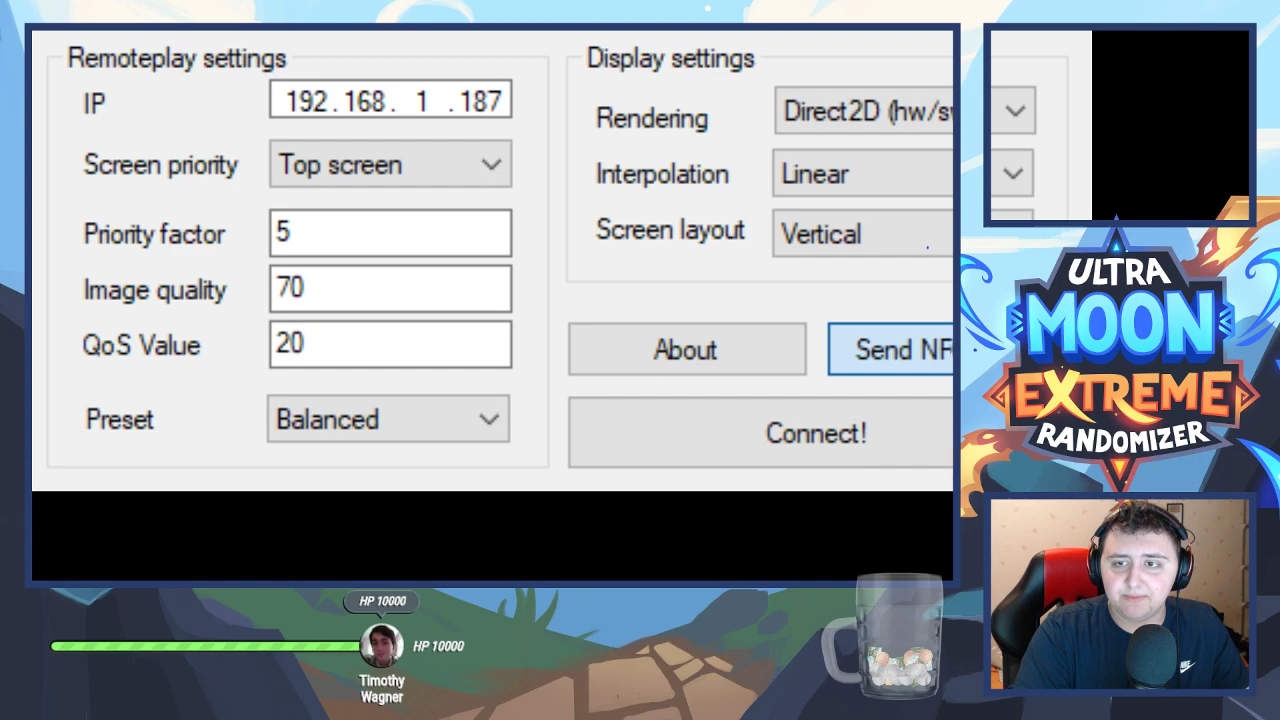 Remoteplay settings
IP 192.168. 1 .187
Screen priority Top screen
Priority factor 5
Image quality 70
QoS Value 20
Preset Balanced
Display settings
Rendering Direct2D (hw/s
Interpolation Linear
Screen layout Vertical
About Send NF
Connect!
ULTRA
MOON
EXTREME
RANDOMIZER
HP 10000
HP 10000
Timothy
Wagner